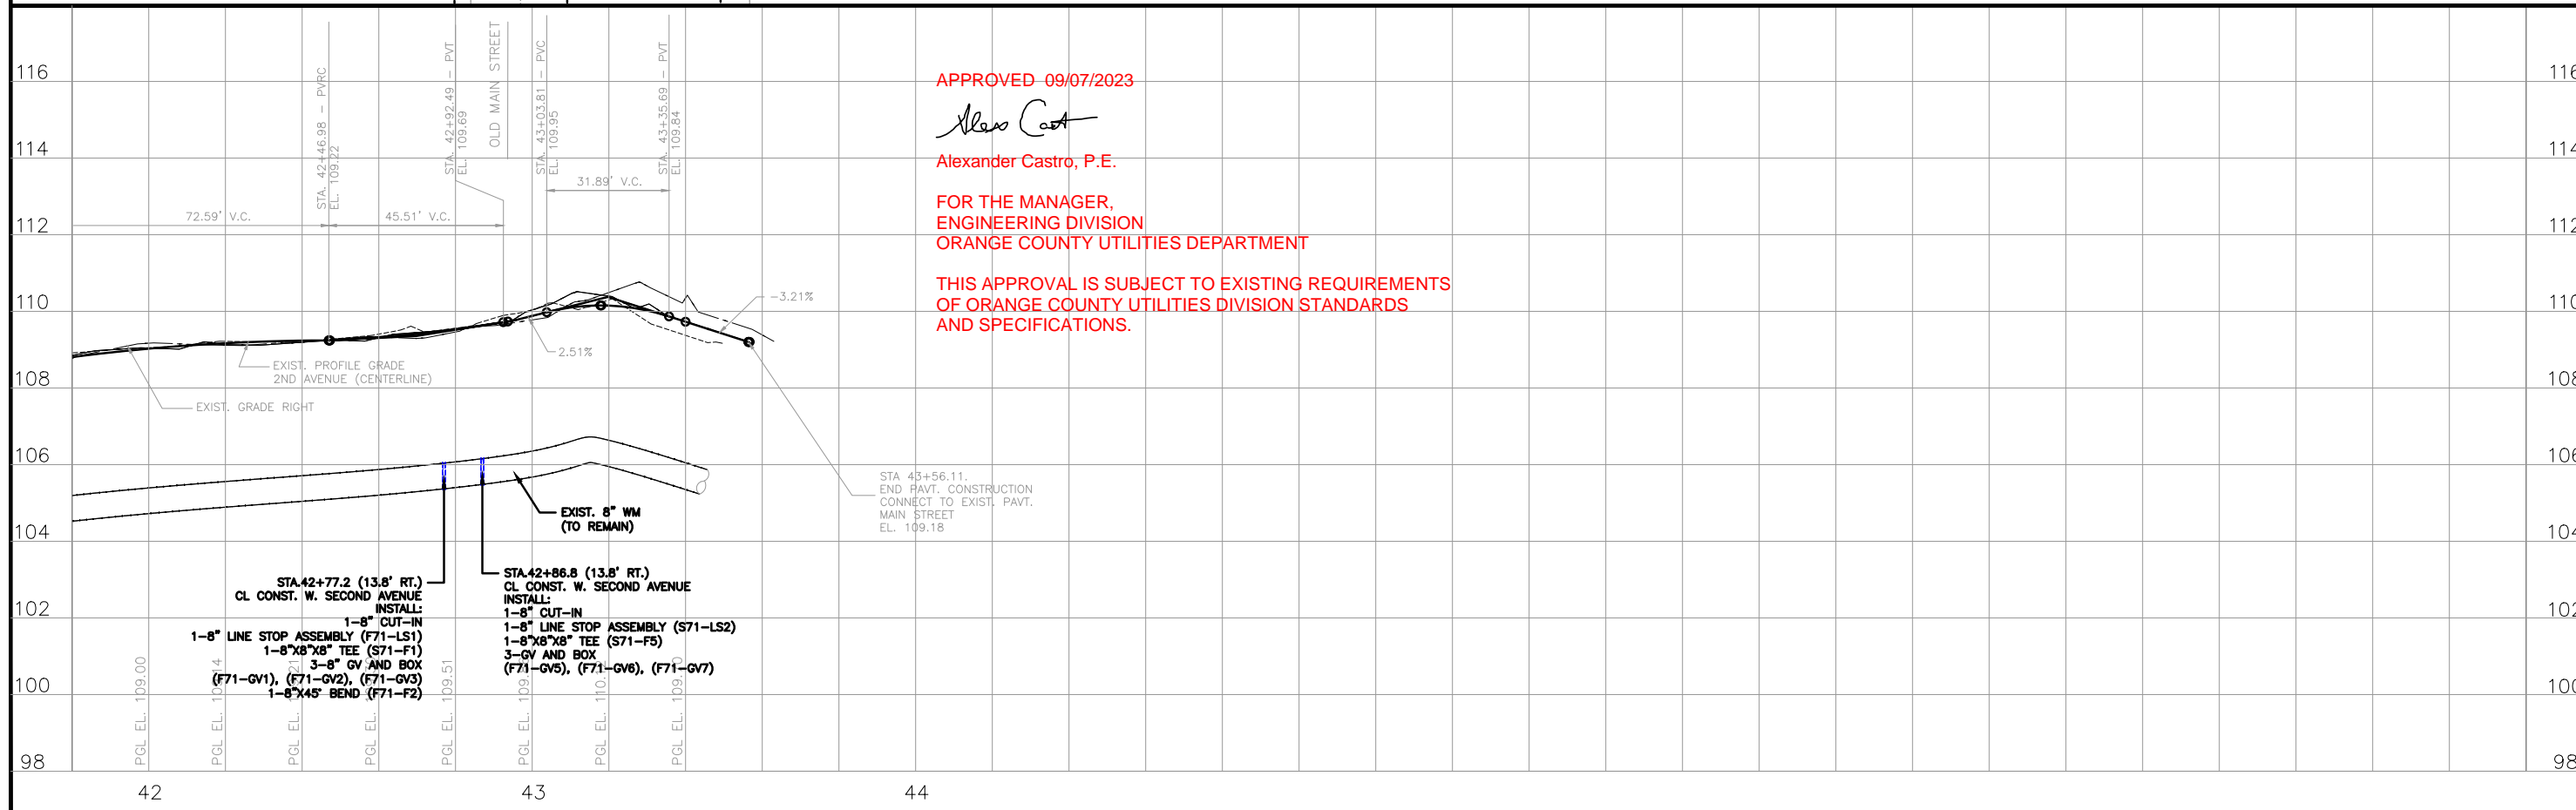 116
114
112
110
108
106
104
102
100
98
STA. 42+46.98 - PVRC
EL. 109.22
STA. 42+92.49 - PVT
EL. 109.69
OLD MAIN STREET
STA. 43+03.81 - PVC
EL. 109.95
STA. 43+35.69 - PVT
EL. 109.84
72.59' V.C.
45.51' V.C.
31.89' V.C.
APPROVED 09/07/2023
Alexander Castro, P.E.
FOR THE MANAGER,
ENGINEERING DIVISION
ORANGE COUNTY UTILITIES DEPARTMENT
THIS APPROVAL IS SUBJECT TO EXISTING REQUIREMENTS
OF ORANGE COUNTY UTILITIES DIVISION STANDARDS
AND SPECIFICATIONS.
-3.21%
2.51%
EXIST. PROFILE GRADE
2ND AVENUE (CENTERLINE)
EXIST. GRADE RIGHT
STA 43+56.11.
END PAVT. CONSTRUCTION
CONNECT TO EXIST. PAVT.
MAIN STREET
EL. 109.18
EXIST. 8" WM
(TO REMAIN)
STA.42+77.2 (13.8' RT.)
CL CONST. W. SECOND AVENUE
INSTALL:
1-8" CUT-IN
1-8" LINE STOP ASSEMBLY (F71-LS1)
1-8"X8"X8" TEE (S71-F1)
3-8" GV AND BOX
(F71-GV1), (F71-GV2), (F71-GV3)
1-8"X45° BEND (F71-F2)
STA.42+86.8 (13.8' RT.)
CL CONST. W. SECOND AVENUE
INSTALL:
1-8" CUT-IN
1-8" LINE STOP ASSEMBLY (S71-LS2)
1-8"X8"X8" TEE (S71-F5)
3-GV AND BOX
(F71-GV5), (F71-GV6), (F71-GV7)
PGL EL. 109.00
PGL EL.
PGL EL.
PGL EL.
PGL EL. 109.51
PGL EL.
PGL EL.
PGL EL.
42
43
44
116
114
112
110
108
106
104
102
100
98